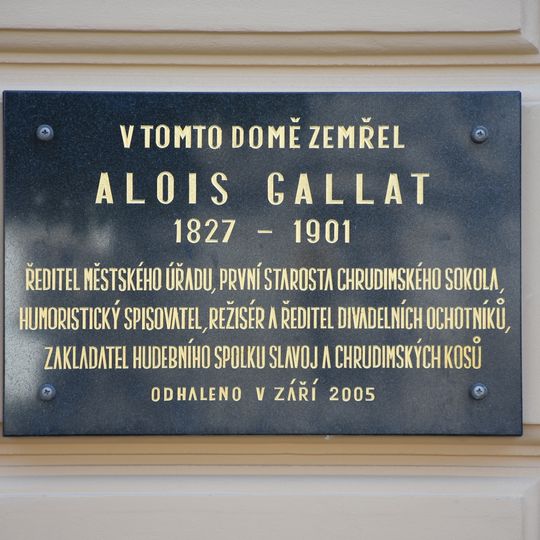 V TOMTO DOMĚ ZEMŘEL
ALOIS GALLAT
1827 – 1901
ŘEDITEL MĚSTSKÉHO ÚŘADU, PRVNÍ STAROSTA CHRUDIMSKÉHO SOKOLA,
HUMORISTICKÝ SPISOVATEL, REŽISÉR A ŘEDITEL DIVADELNÍCH OCHOTNÍKŮ,
ZAKLADATEL HUDEBNÍHO SPOLKU SLAVOJ A CHRUDIMSKÝCH KOSŮ
ODHALENO V ZÁŘÍ 2005